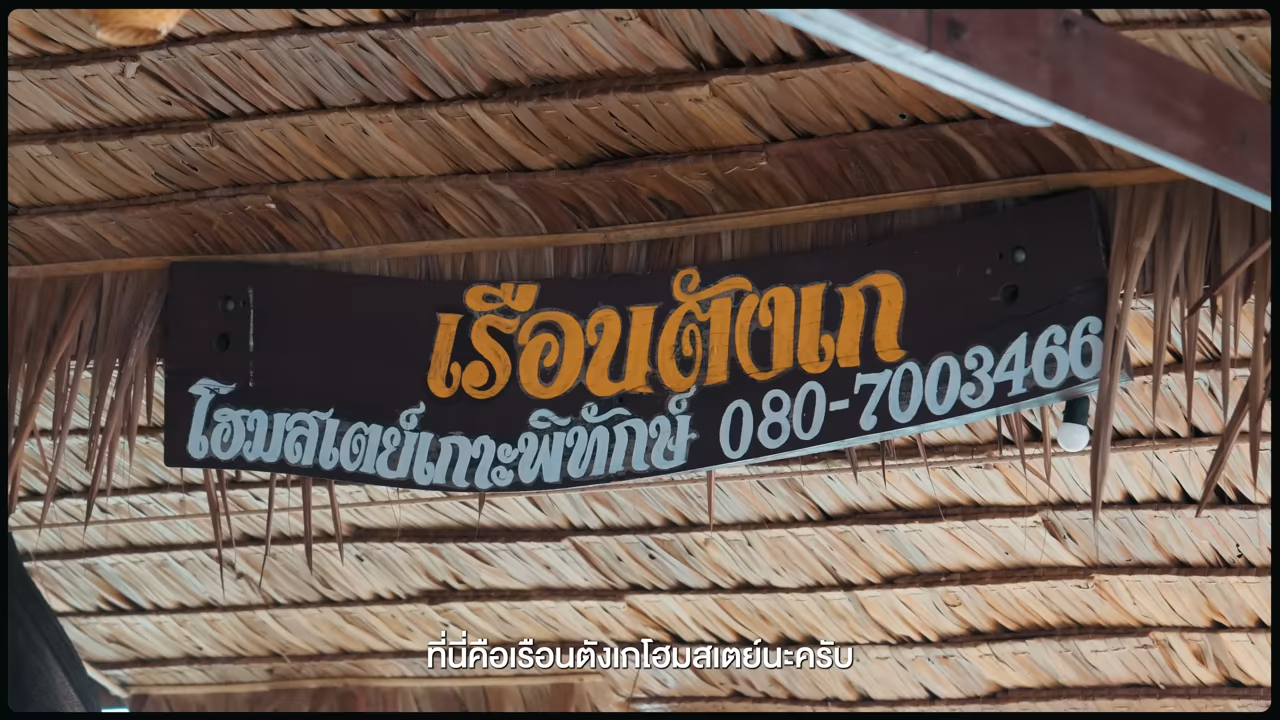 เรือนตังเก
โฮมสเตย์เกาะพิทักษ์ 080-7003466
ที่นี่คือเรือนตังเกโฮมสเตย์นะครับ